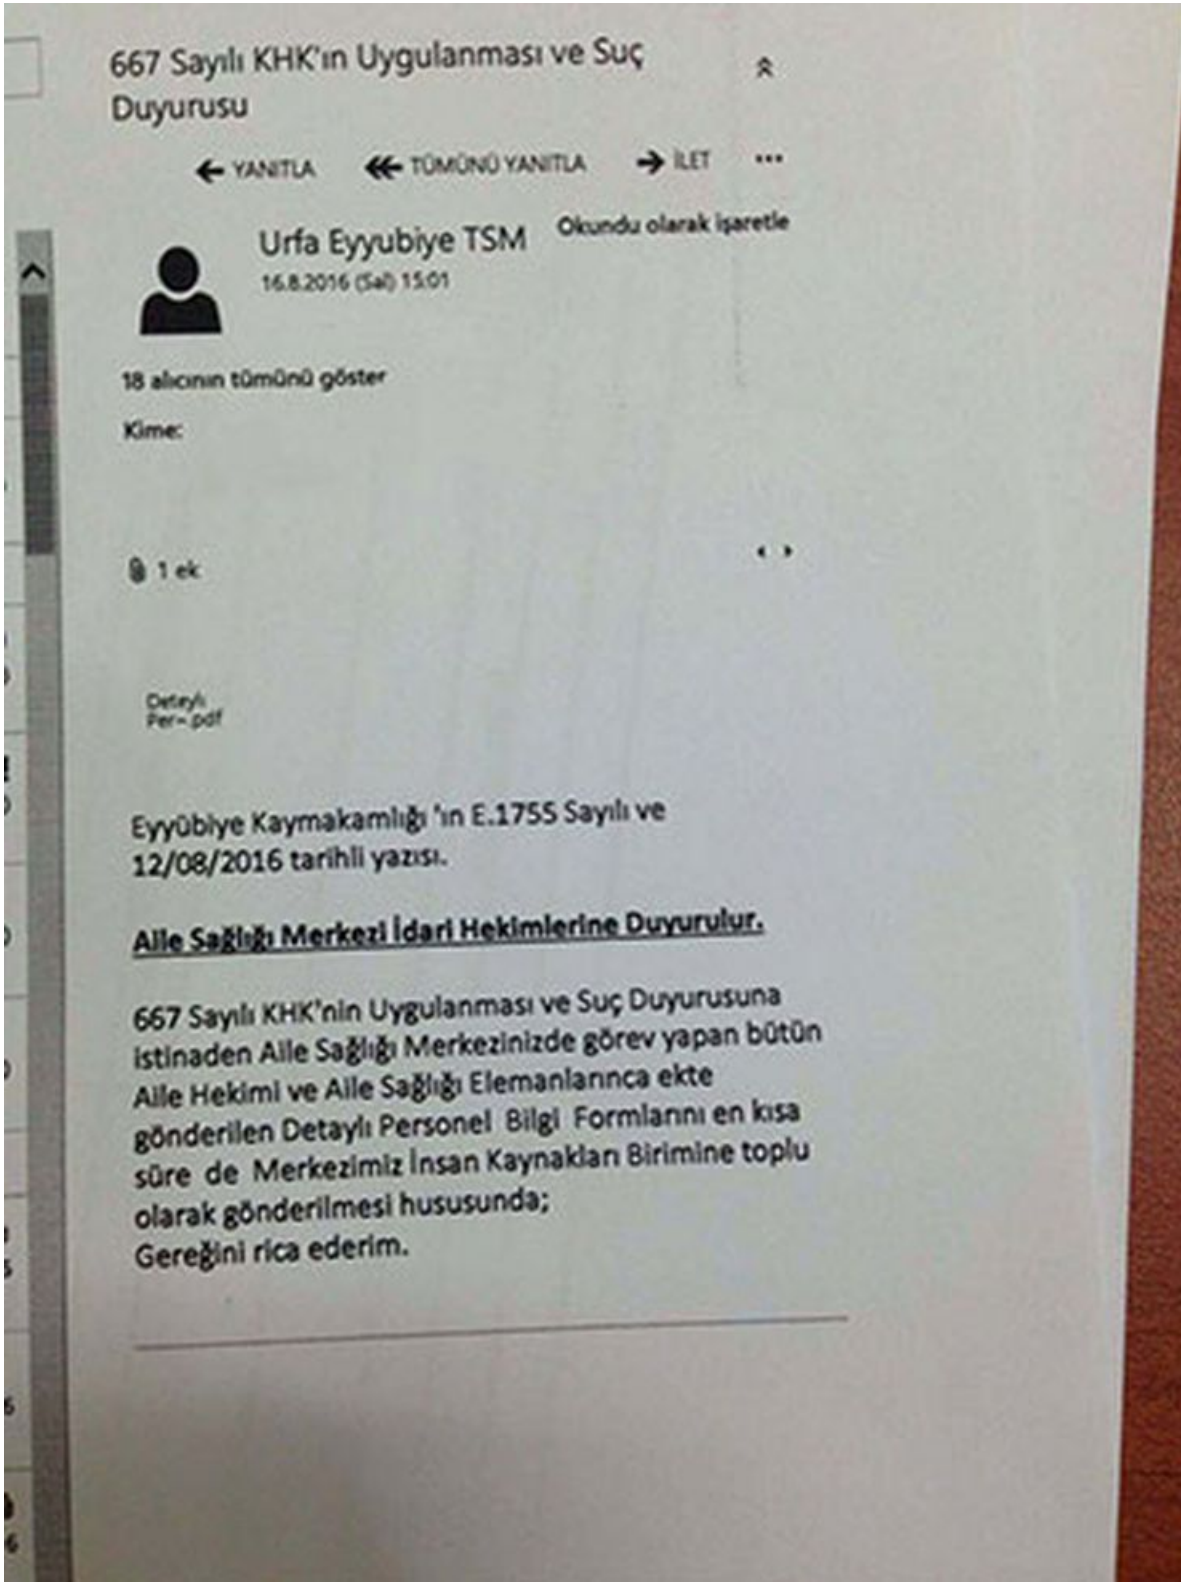 667 Sayılı KHK'ın Uygulanması ve Suç
Duyurusu
YANITLA TÜMÜNÜ YANITLA İLET ...
Urfa Eyyubiye TSM Okundu olarak işaretle
16.8.2016 (Sal) 15:01
18 alıcının tümünü göster
Kime:
1 ek
Detaylı
Per~.pdf
Eyyübiye Kaymakamlığı 'ın E.1755 Sayılı ve
12/08/2016 tarihli yazısı.
Aile Sağlığı Merkezi İdari Hekimlerine Duyurulur.
667 Sayılı KHK'nin Uygulanması ve Suç Duyurusuna
istinaden Aile Sağlığı Merkezinizde görev yapan bütün
Aile Hekimi ve Aile Sağlığı Elemanlarınca ekte
gönderilen Detaylı Personel Bilgi Formlarını en kısa
süre de Merkezimiz İnsan Kaynakları Birimine toplu
olarak gönderilmesi hususunda;
Gereğini rica ederim.